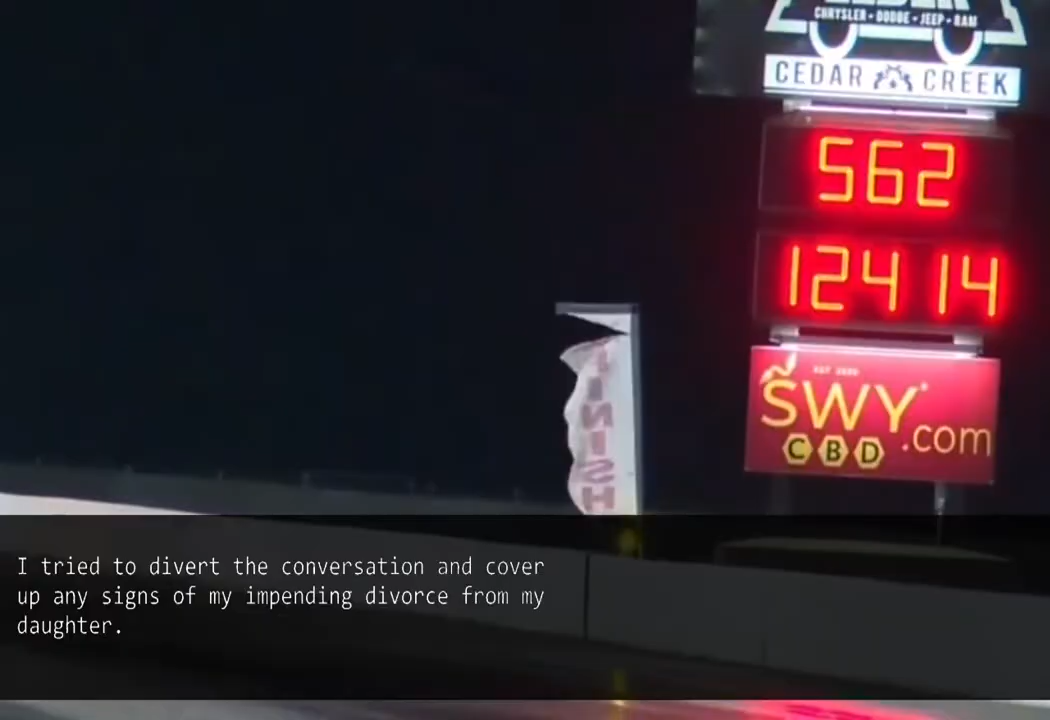 CHRYSLER • DODGE • JEEP • RAM
CEDAR CREEK
562
124 14
SWY
.com
CBD
FINISH
I tried to divert the conversation and cover
up any signs of my impending divorce from my
daughter.